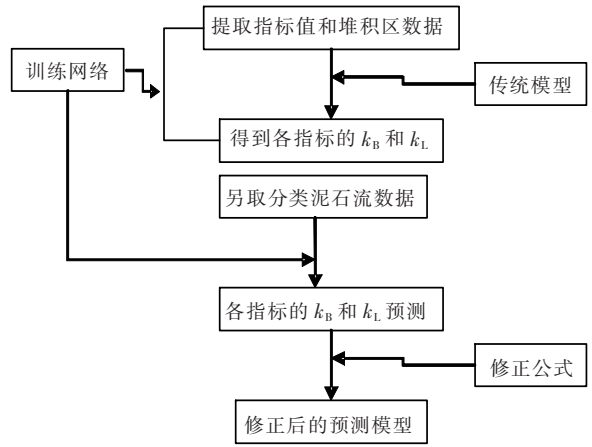 提取指标值和堆积区数据
训练网络
传统模型
得到各指标的 kB 和 kL
另取分类泥石流数据
各指标的 kB 和 kL 预测
修正公式
修正后的预测模型